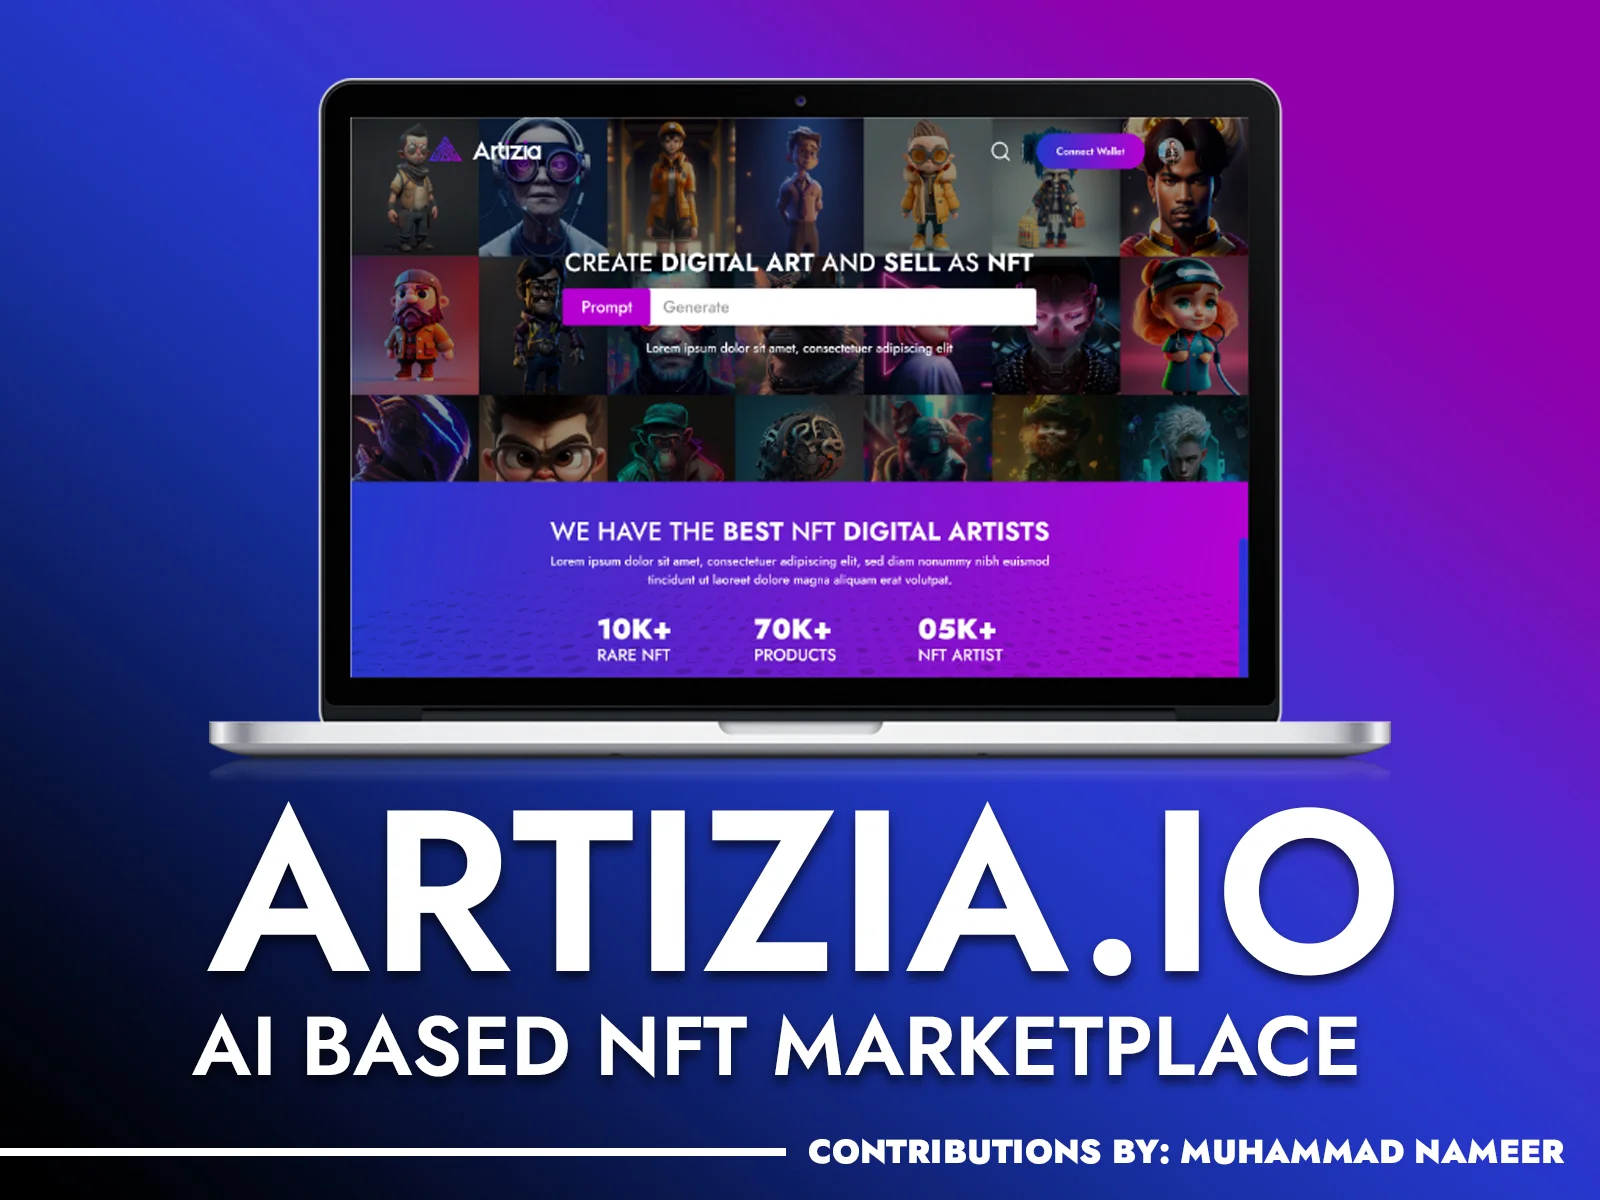 Artizia
Connect Wallet
CREATE DIGITAL ART AND SELL AS NFT
Prompt Generate
Lorem ipsum dolor sit amet, consectetuer adipiscing elit
WE HAVE THE BEST NFT DIGITAL ARTISTS
Lorem ipsum dolor sit amet, consectetuer adipiscing elit, sed diam nonummy nibh euismod
tincidunt ut laoreet dolore magna aliquam erat volutpat.
10K+ 70K+ 05K+
RARE NFT PRODUCTS NFT ARTIST
ARTIZIA.IO
AI BASED NFT MARKETPLACE
CONTRIBUTIONS BY: MUHAMMAD NAMEER